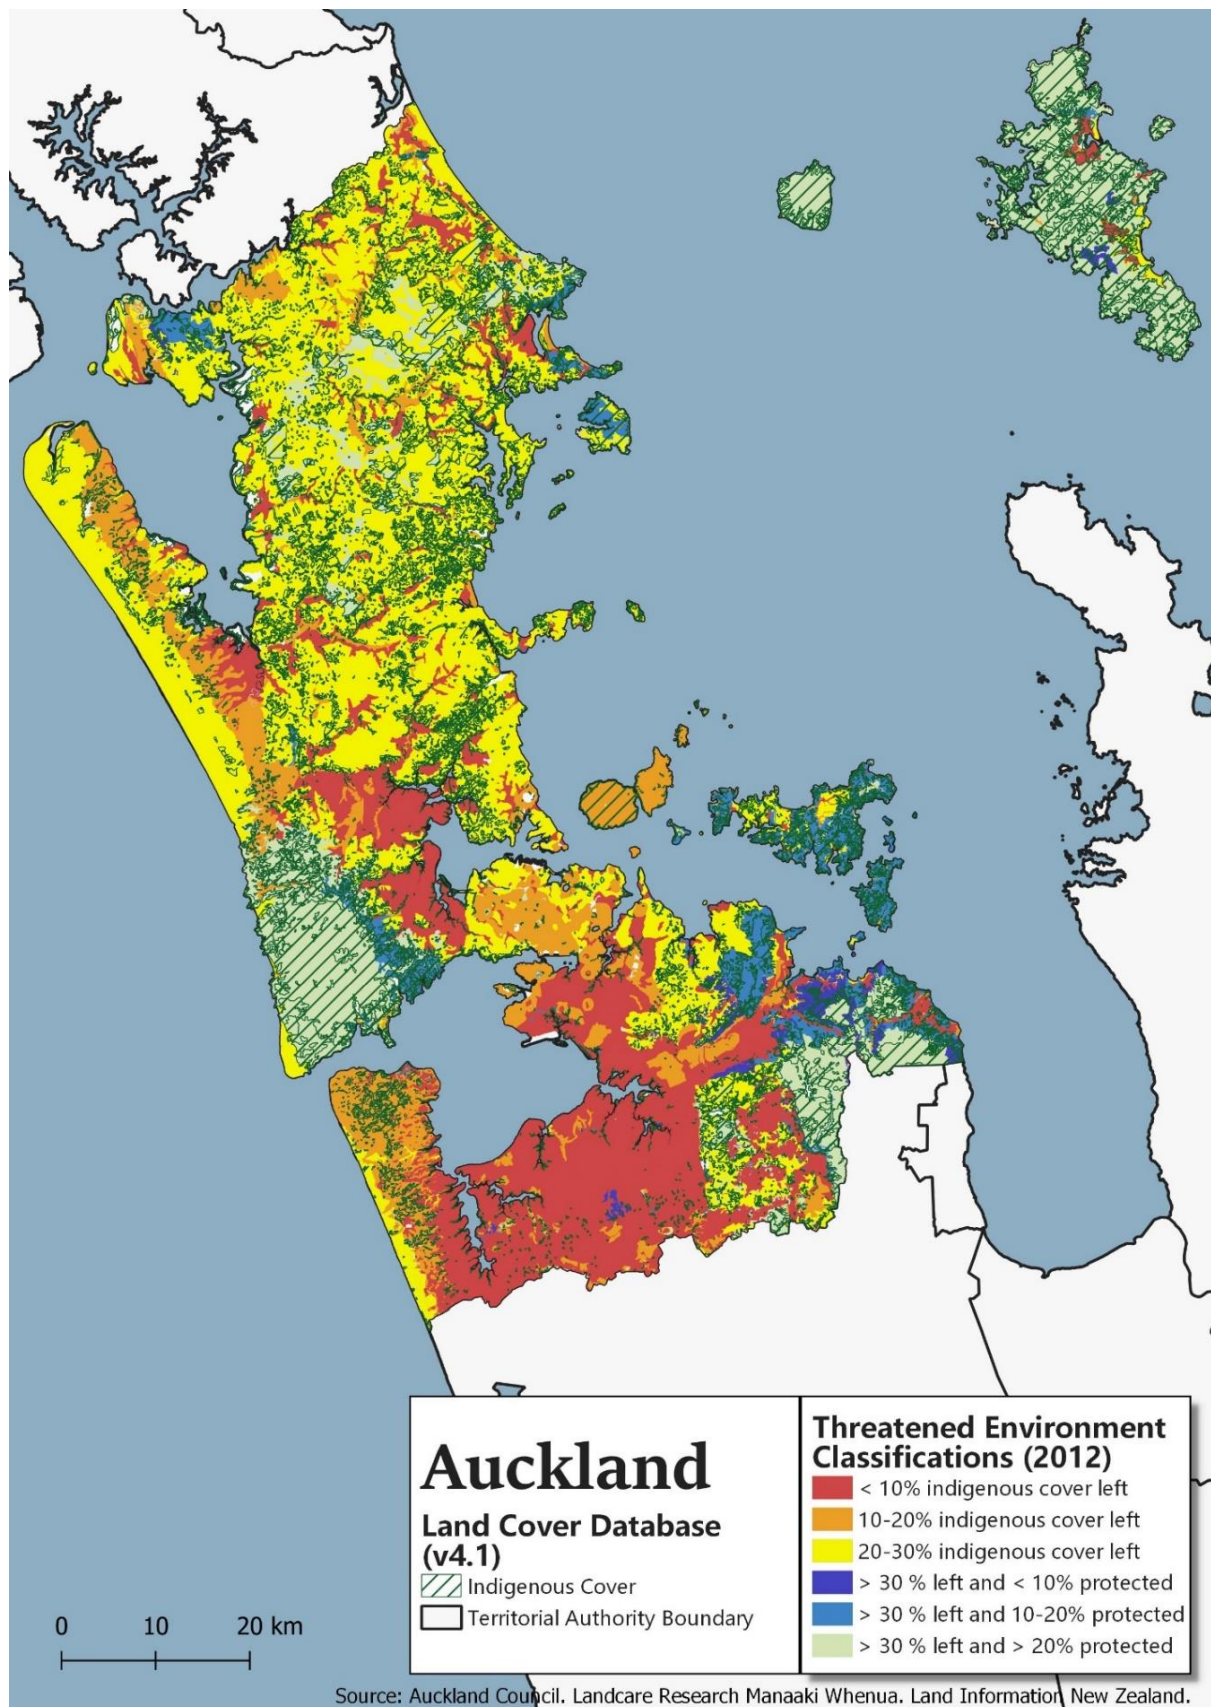 Auckland
Land Cover Database
(v4.1)
Indigenous Cover
Territorial Authority Boundary
Threatened Environment
Classifications (2012)
< 10% indigenous cover left
10-20% indigenous cover left
20-30% indigenous cover left
> 30 % left and < 10% protected
> 30 % left and 10-20% protected
> 30 % left and > 20% protected
0 10 20 km
Source: Auckland Council. Landcare Research Manaaki Whenua. Land Information New Zealand.